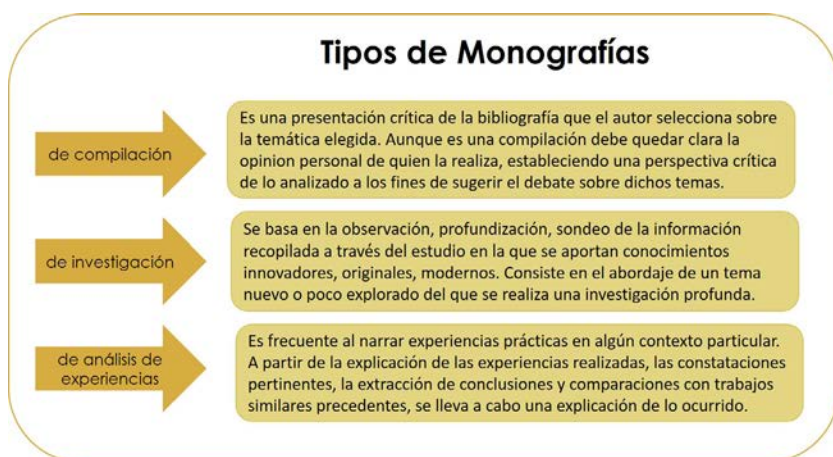 Tipos de Monografías
de compilación
Es una presentación crítica de la bibliografía que el autor selecciona sobre
la temática elegida. Aunque es una compilación debe quedar clara la
opinion personal de quien la realiza, estableciendo una perspectiva crítica
de lo analizado a los fines de sugerir el debate sobre dichos temas.
de investigación
Se basa en la observación, profundización, sondeo de la información
recopilada a través del estudio en la que se aportan conocimientos
innovadores, originales, modernos. Consiste en el abordaje de un tema
nuevo o poco explorado del que se realiza una investigación profunda.
de análisis de
experiencias
Es frecuente al narrar experiencias prácticas en algún contexto particular.
A partir de la explicación de las experiencias realizadas, las constataciones
pertinentes, la extracción de conclusiones y comparaciones con trabajos
similares precedentes, se lleva a cabo una explicación de lo ocurrido.